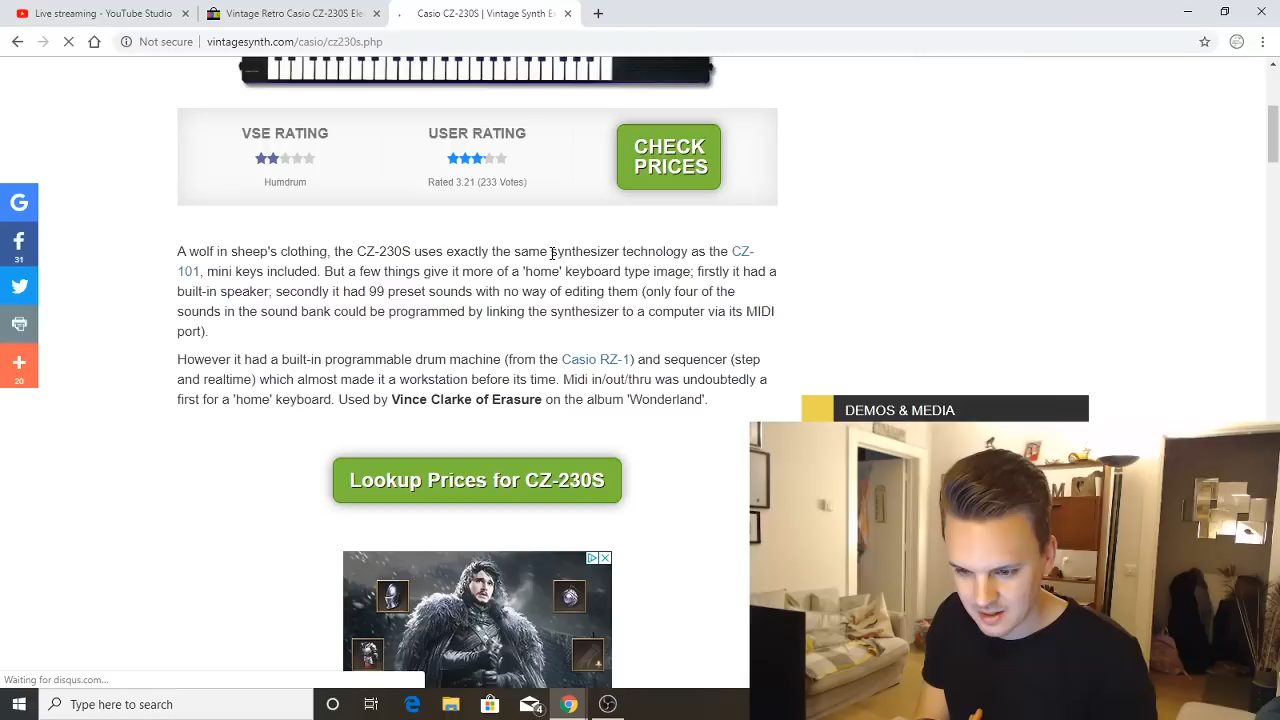 Live streaming - YouTube Studio
Vintage Retro Casio CZ-230S Ele
Casio CZ-230S | Vintage Synth E
Not secure
vintagesynth.com/casio/cz230s.php
VSE RATING
USER RATING
CHECK
PRICES
Humdrum
Rated 3.21 (233 Votes)
A wolf in sheep's clothing, the CZ-230S uses exactly the same synthesizer technology as the CZ-
101, mini keys included. But a few things give it more of a 'home' keyboard type image; firstly it had a
built-in speaker; secondly it had 99 preset sounds with no way of editing them (only four of the
sounds in the sound bank could be programmed by linking the synthesizer to a computer via its MIDI
port).
However it had a built-in programmable drum machine (from the Casio RZ-1) and sequencer (step
and realtime) which almost made it a workstation before its time. Midi in/out/thru was undoubtedly a
first for a 'home' keyboard. Used by Vince Clarke of Erasure on the album 'Wonderland'.
31
20
DEMOS & MEDIA
Lookup Prices for CZ-230S
Waiting for disqus.com...
Type here to search
4